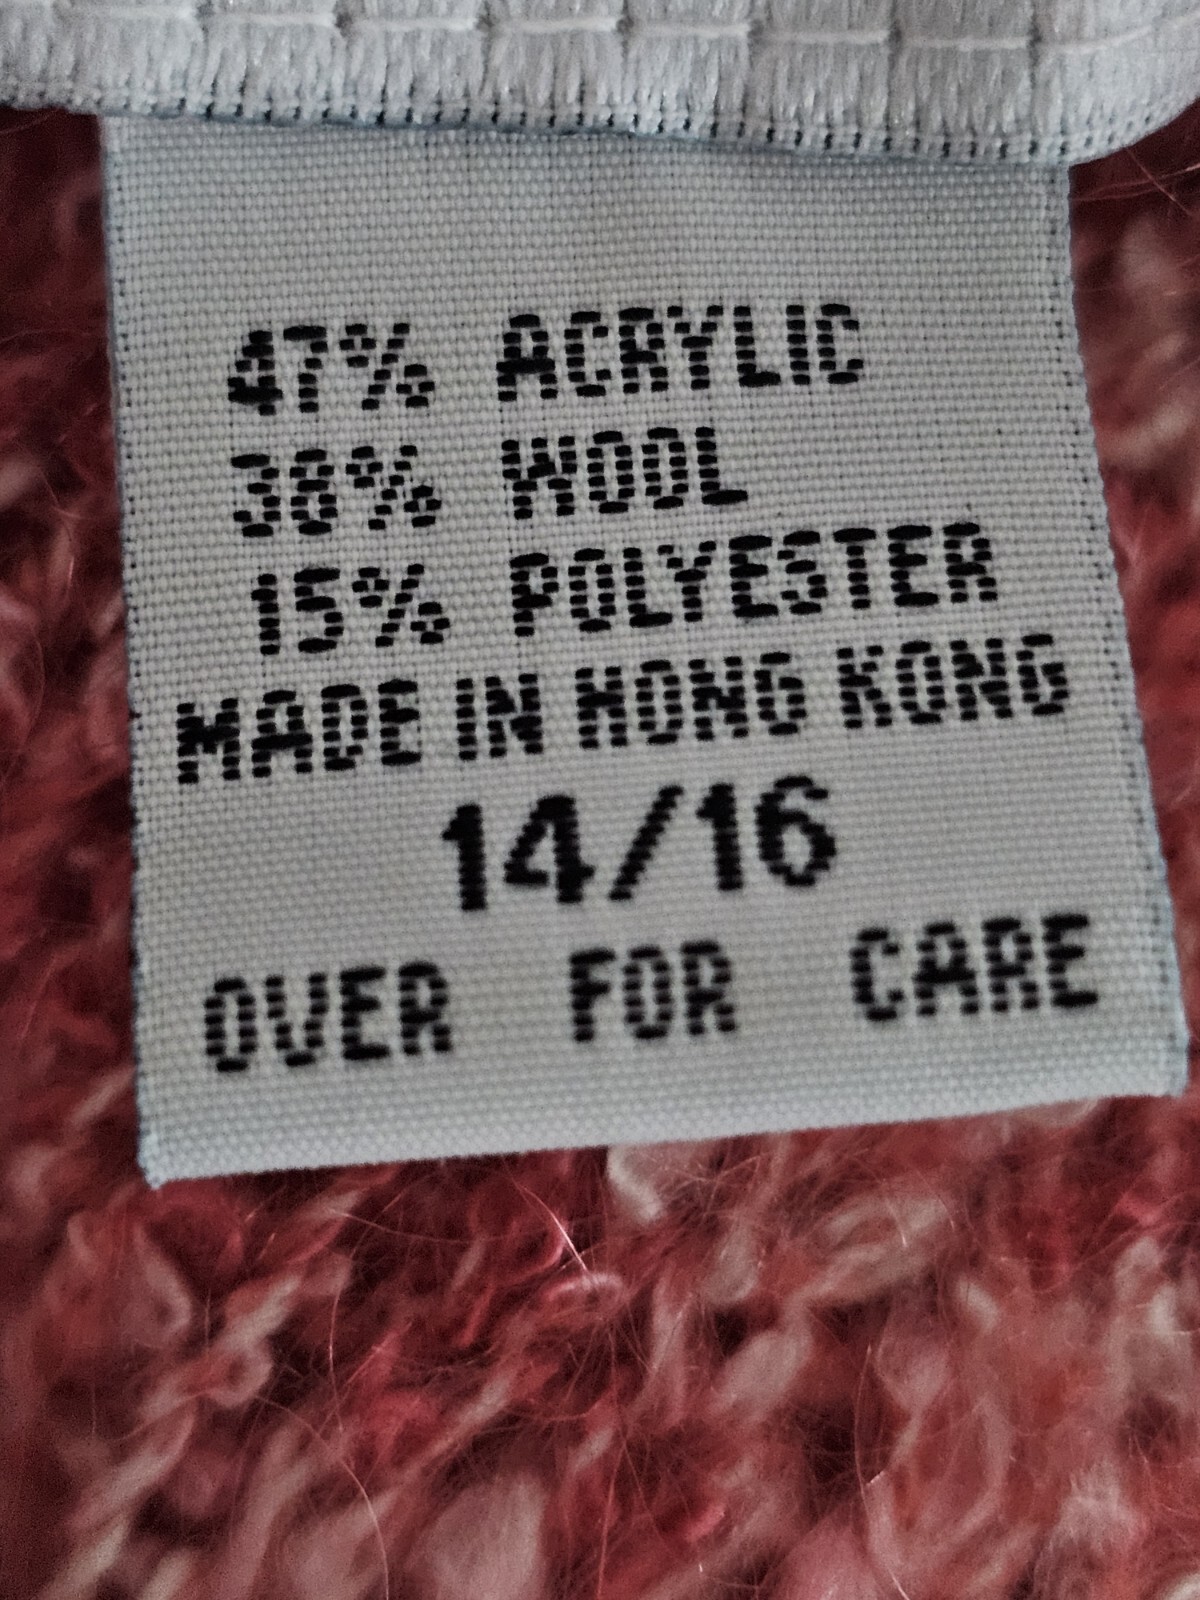 47% ACRYLIC
38% WOOL
15% POLYESTER
MADE IN HONG KONG
14/16
OVER FOR CARE